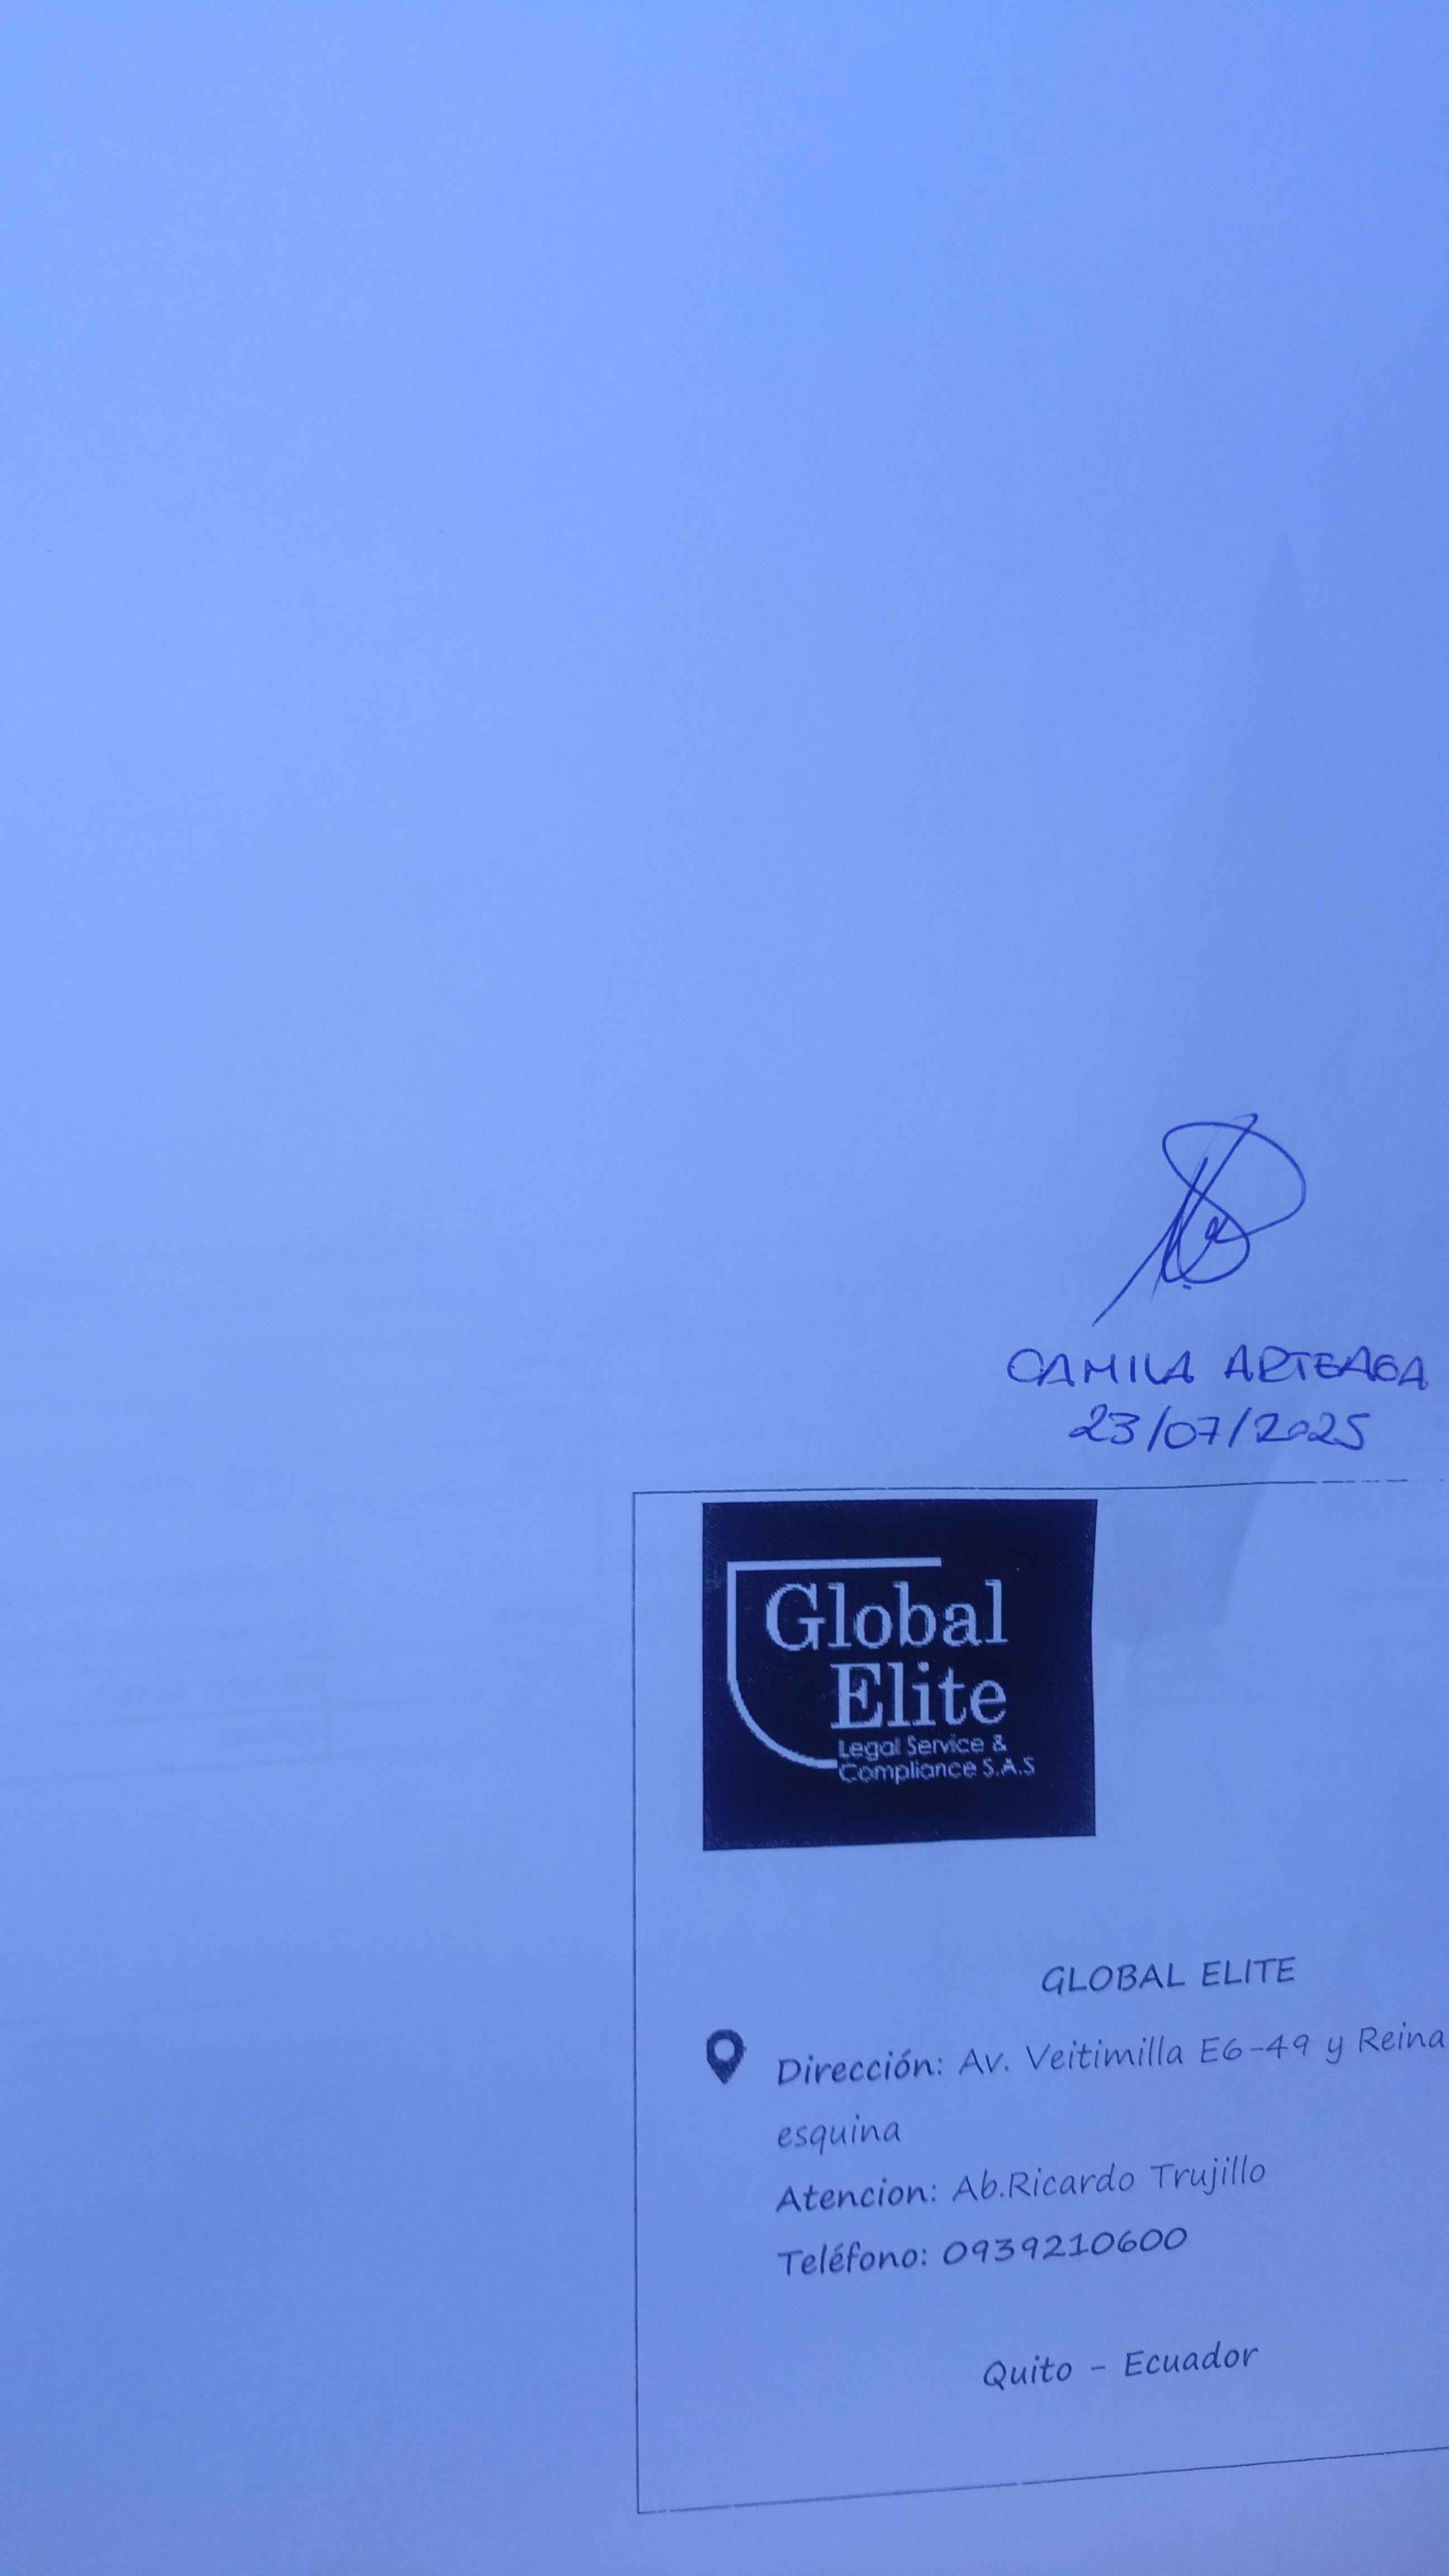 CAMILA ARTEAGA
23/07/2025
Global
Elite
Legal Service &
Compliance S.A.S
GLOBAL ELITE
Dirección: Av. Veitimilla E6-49 y Reina
esquina
Atencion: Ab.Ricardo Trujillo
Teléfono: 0939210600
Quito - Ecuador